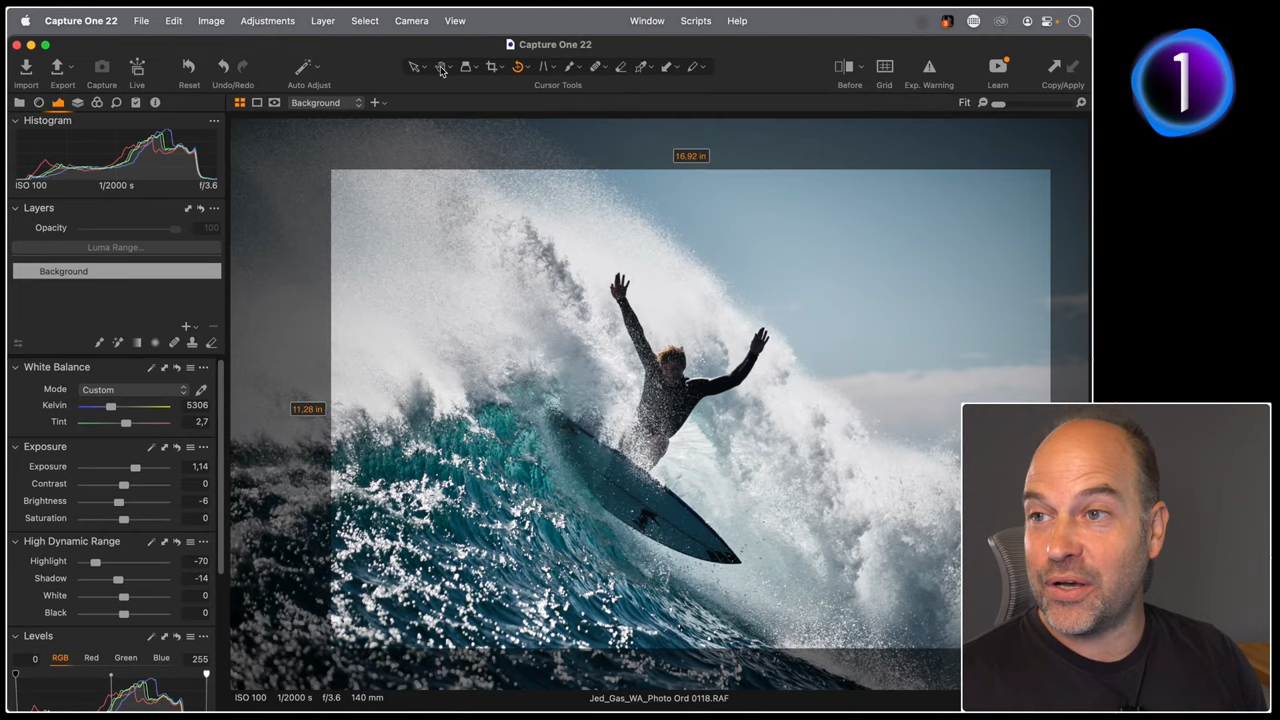 Capture One 22 File Edit Image Adjustments Layer Select Camera View Window Scripts Help
Capture One 22
Import Export Capture Live Reset Undo/Redo Auto Adjust Cursor Tools Before Grid Exp. Warning Learn Copy/Apply
Background Fit
Histogram
ISO 100 1/2000 s f/3.6
Layers
Opacity 100
Luma Range...
Background
White Balance
Mode Custom
Kelvin 5306
Tint 2,7
Exposure
Exposure 1,14
Contrast 0
Brightness -6
Saturation 0
High Dynamic Range
Highlight -70
Shadow -14
White 0
Black 0
Levels
0 RGB Red Green Blue 255
16.92 in
11,28 in
ISO 100 1/2000 s f/3.6 140 mm Jed_Gas_WA_Photo Ord 0118.RAF
1